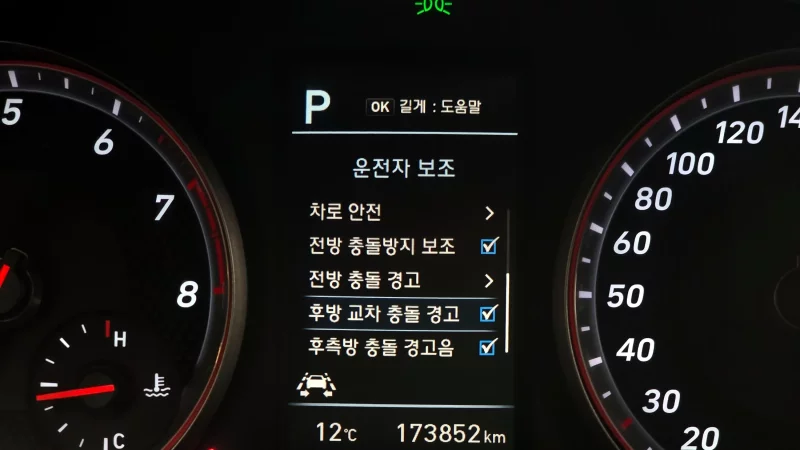 P
OK 길게 : 도움말
운전자 보조
차로 안전
전방 충돌방지 보조
전방 충돌 경고
후방 교차 충돌 경고
후측방 충돌 경고음
12℃ 173852 km
5
6
7
8
H
C
120
100
80
60
50
40
30
20